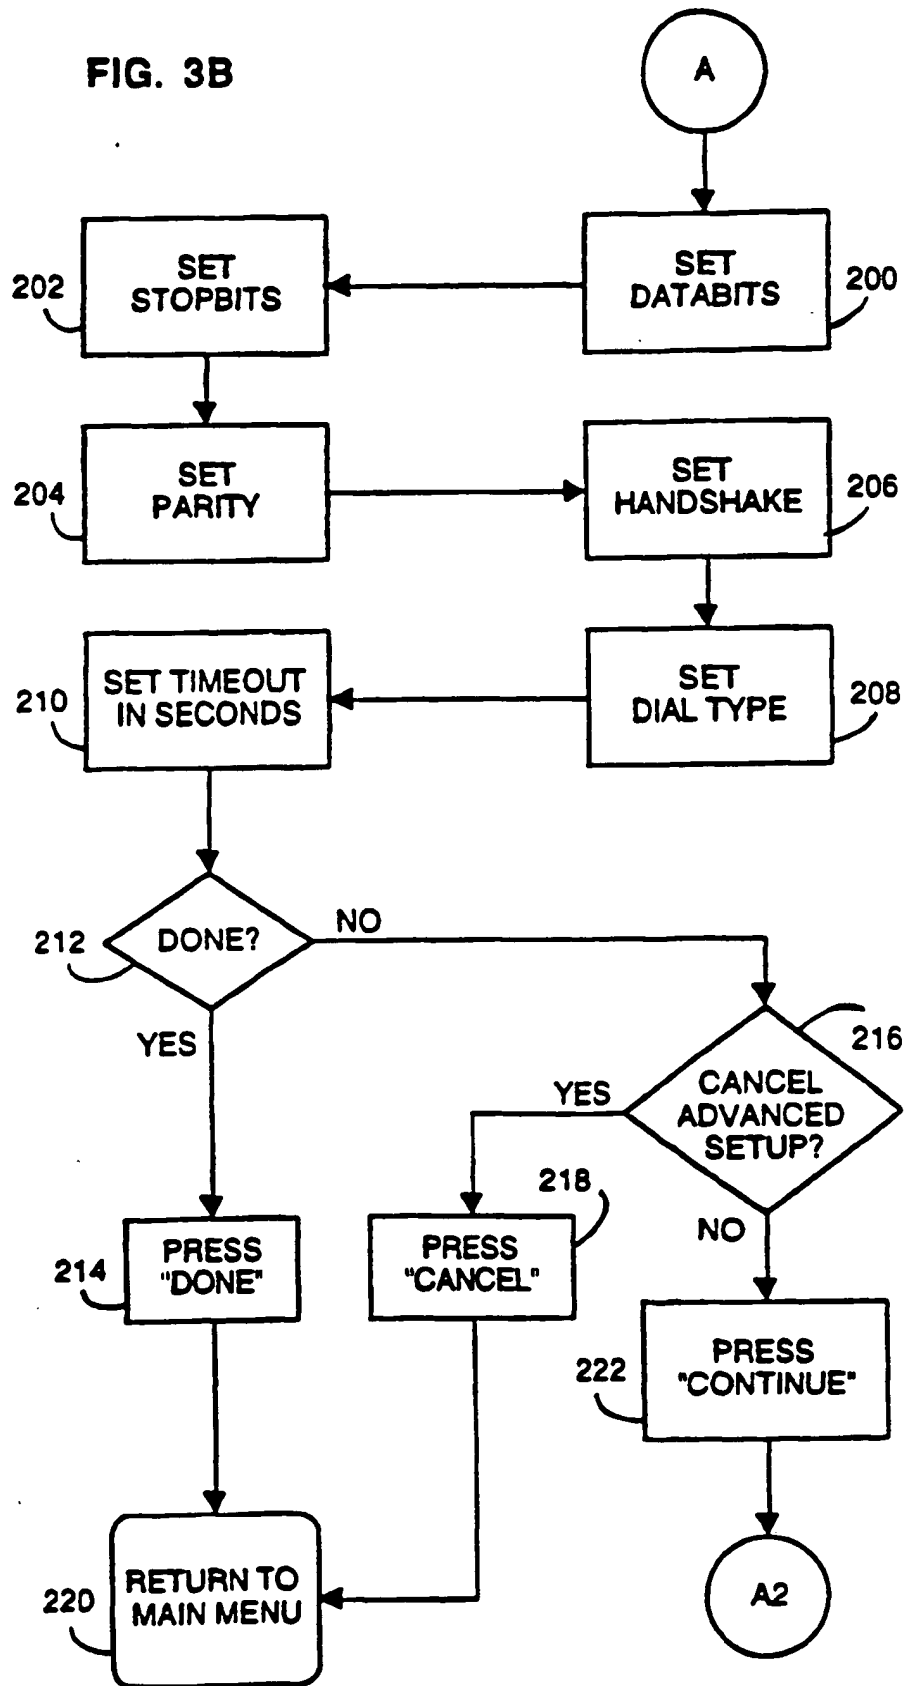 FIG. 3B
A
SET
DATABITS
200
SET
STOPBITS
202
SET
PARITY
204
SET
HANDSHAKE
206
SET
DIAL TYPE
208
SET TIMEOUT
IN SECONDS
210
DONE?
212
NO
YES
CANCEL
ADVANCED
SETUP?
216
YES
NO
PRESS
"DONE"
214
PRESS
"CANCEL"
218
PRESS
"CONTINUE"
222
RETURN TO
MAIN MENU
220
A2